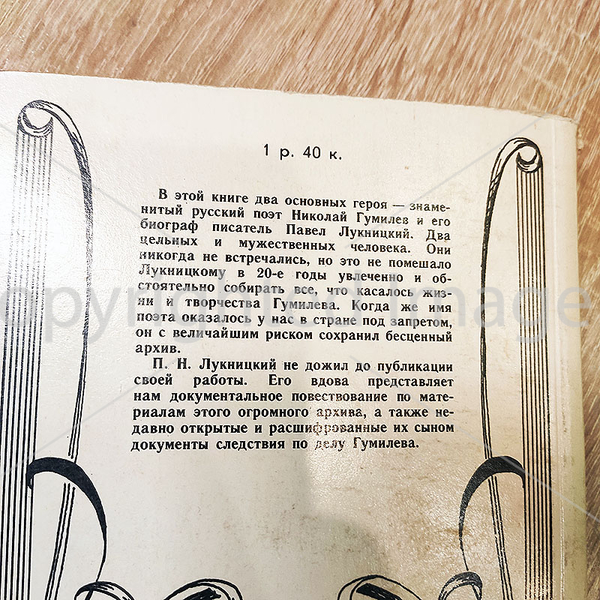 1 р. 40 к.
В этой книге два основных героя — знаме-
нитый русский поэт Николай Гумилев и его
биограф писатель Павел Лукницкий. Два
цельных и мужественных человека. Они
никогда не встречались, но это не помешало
Лукницкому в 20-е годы увлеченно и об-
стоятельно собирать все, что касалось жиз-
ни и творчества Гумилева. Когда же имя
поэта оказалось у нас в стране под запретом,
он с величайшим риском сохранил бесценный
архив.
П. Н. Лукницкий не дожил до публикации
своей работы. Его вдова представляет
нам документальное повествование по мате-
риалам этого огромного архива, а также не-
давно открытые и расшифрованные их сыном
документы следствия по делу Гумилева.